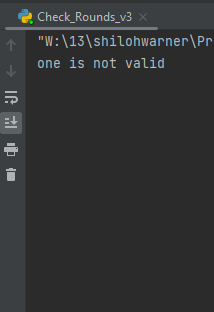 Check_Rounds_v3
"W:\13\shilohwarner\Pr
one is not valid